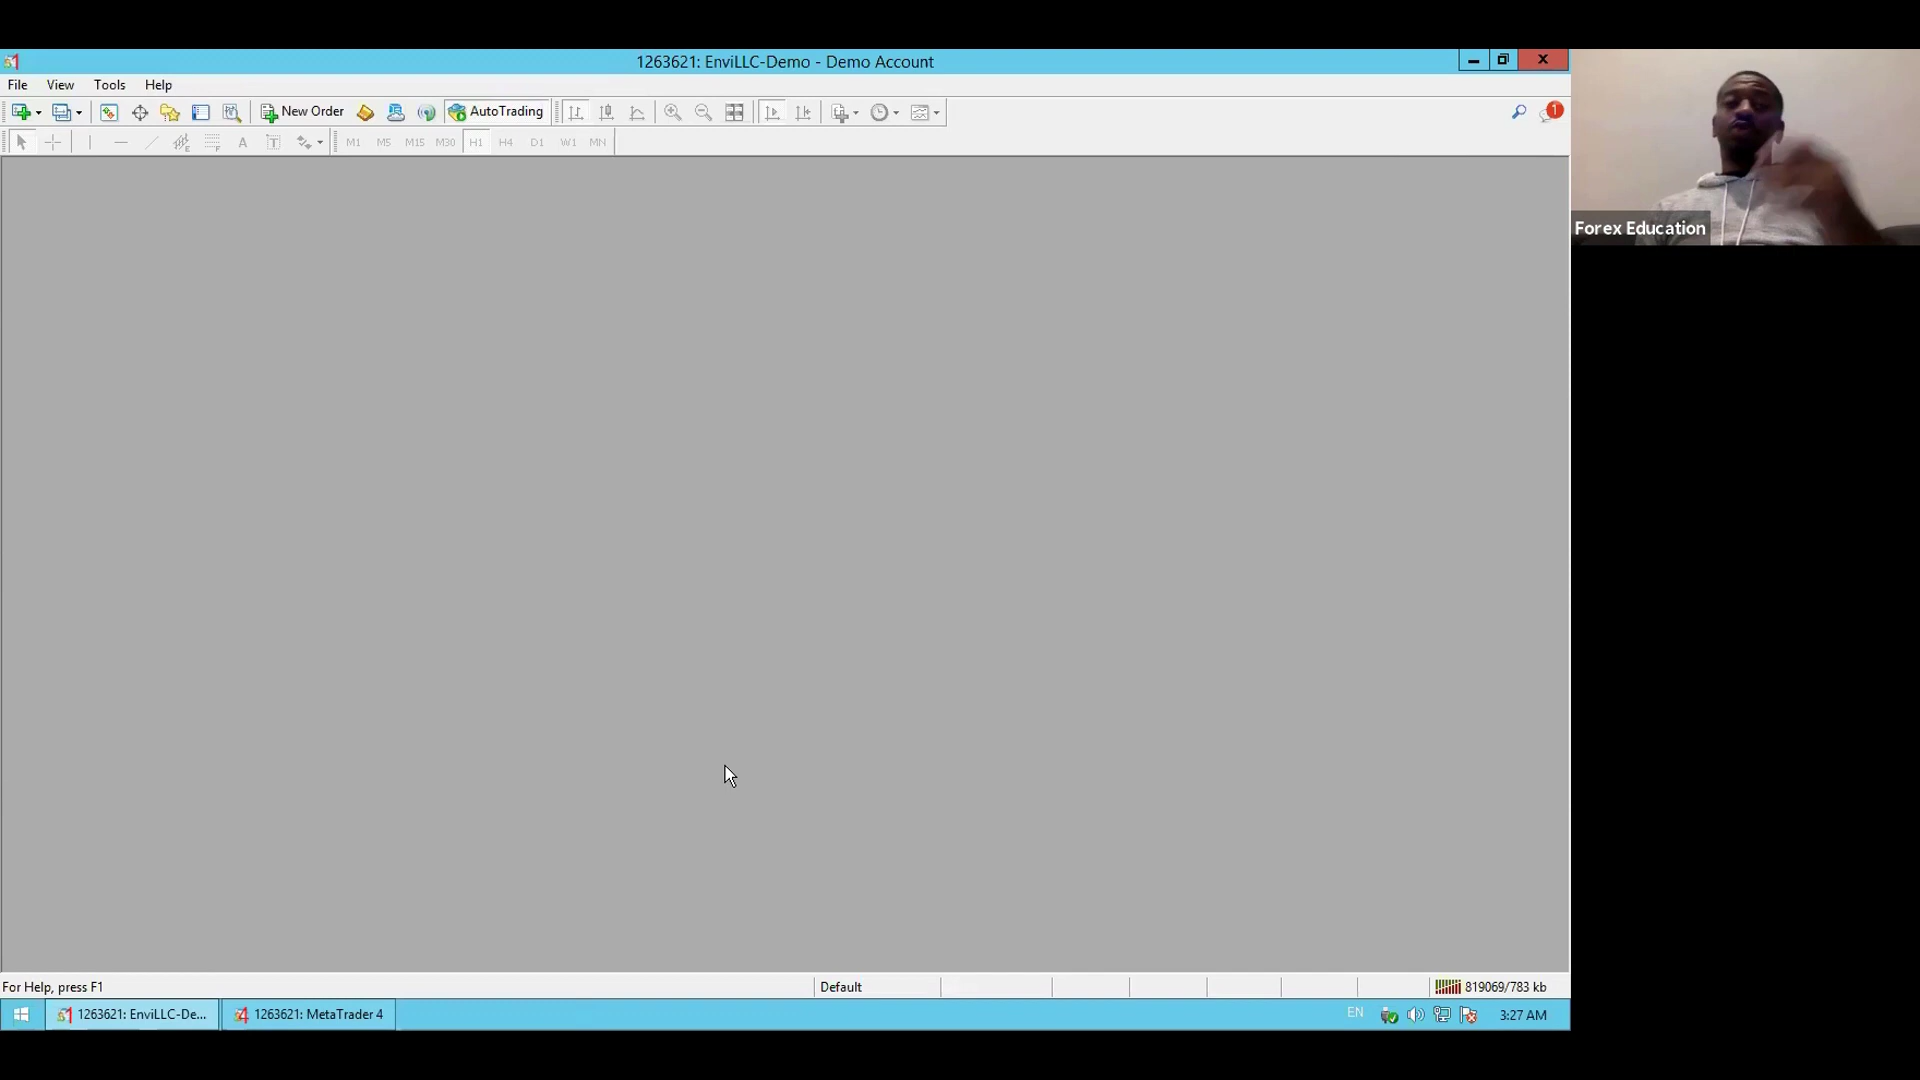 1263621: EnviLLC-Demo - Demo Account
File View Tools Help
New Order AutoTrading 1
A T M1 M5 M15 M30 H1 H4 D1 W1 MN
Forex Education
For Help, press F1 Default 819069/783 kb
1263621: EnviLLC-De... 1263621: MetaTrader 4 EN 3:27 AM